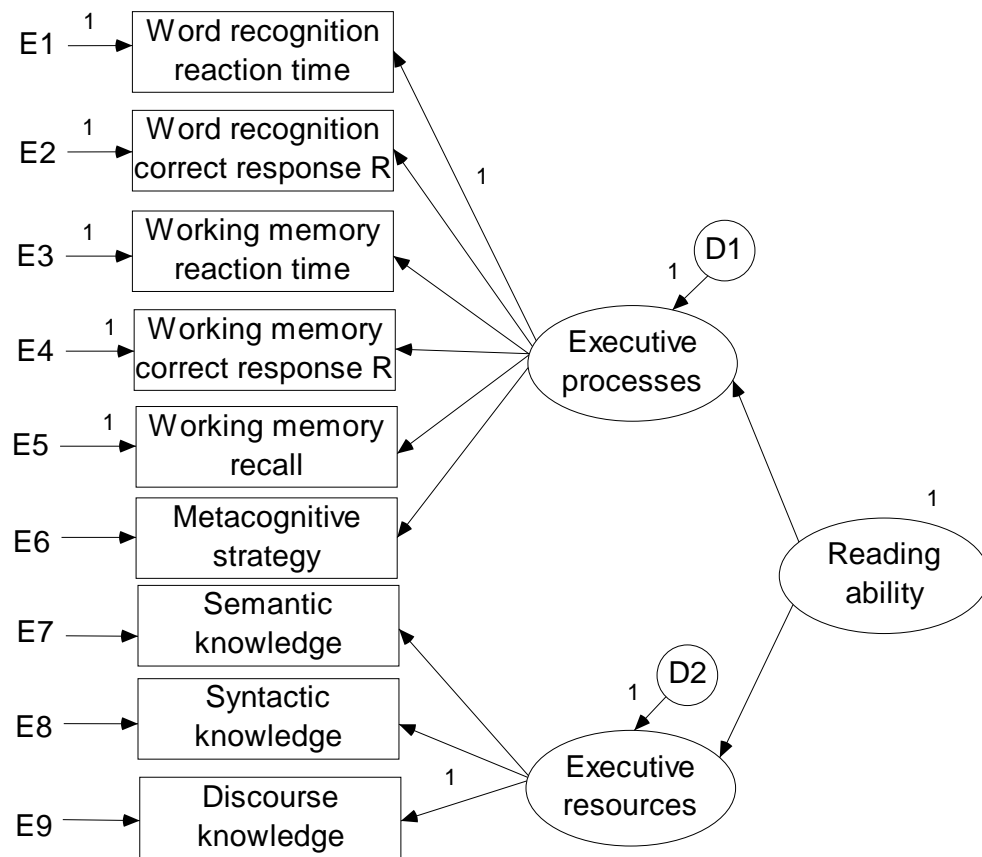 E1
1
Word recognition
reaction time
E2
1
Word recognition
correct response R
1
E3
1
Working memory
reaction time
D1
1
E4
1
Working memory
correct response R
Executive
processes
E5
1
Working memory
recall
E6
Metacognitive
strategy
1
Reading
ability
E7
Semantic
knowledge
D2
1
E8
Syntactic
knowledge
1
Executive
resources
E9
Discourse
knowledge